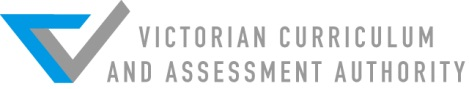 VICTORIAN CURRICULUM
AND ASSESSMENT AUTHORITY